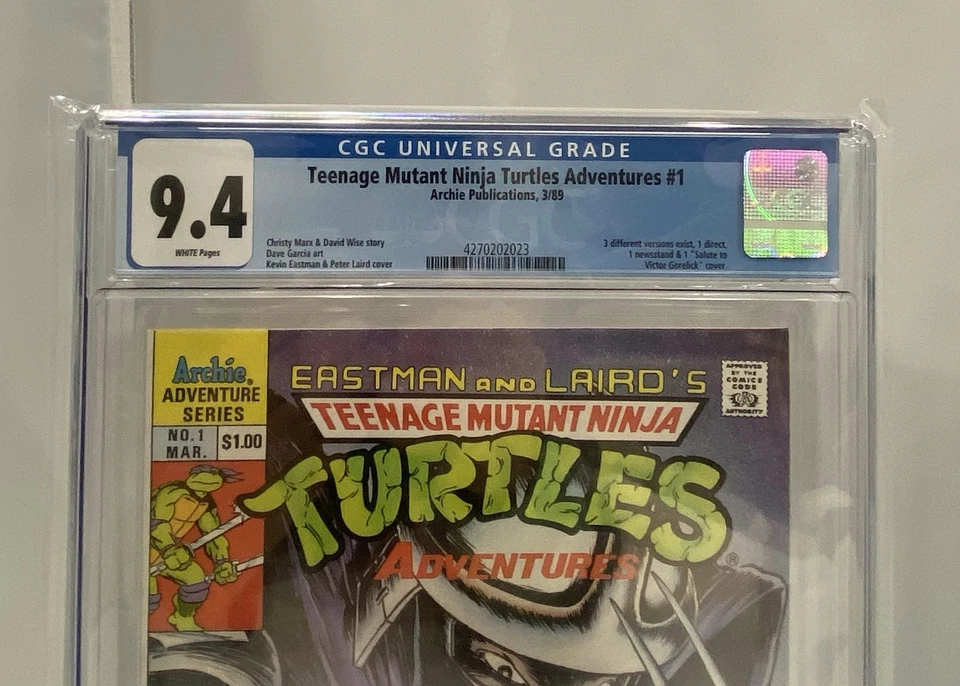 CGC UNIVERSAL GRADE
Teenage Mutant Ninja Turtles Adventures #1
Archie Publications, 3/89
9.4
WHITE Pages
Christy Marx & David Wise story
Dave Garcia art
Kevin Eastman & Peter Laird cover
4270202023
3 different versions exist, 1 direct,
1 newsstand & 1 "Salute to
Victor Gorelick" cover.
CGC
Archie®
ADVENTURE
SERIES
NO.1
MAR.
$1.00
EASTMAN AND LAIRD'S
TEENAGE MUTANT NINJA
TURTLES
ADVENTURES
®
APPROVED
BY THE
COMICS
CODE
CA
AUTHORITY